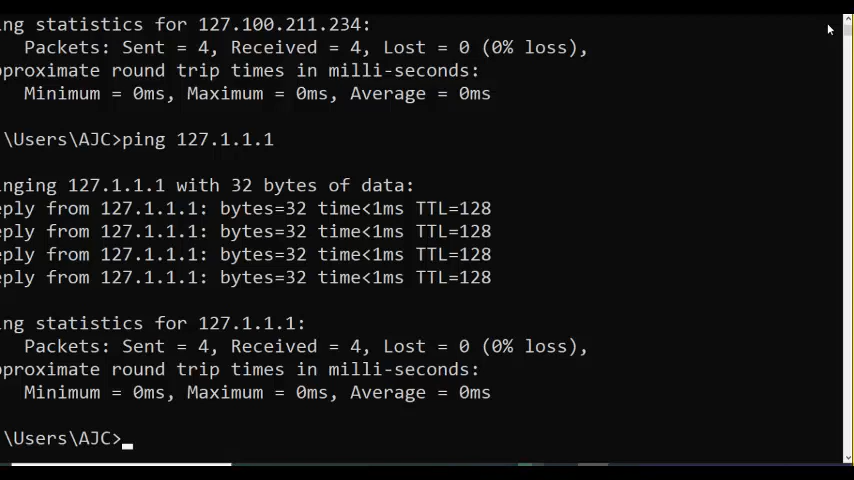 ng statistics for 127.100.211.234:
Packets: Sent = 4, Received = 4, Lost = 0 (0% loss),
pproximate round trip times in milli-seconds:
Minimum = 0ms, Maximum = 0ms, Average = 0ms
\Users\AJC>ping 127.1.1.1
nging 127.1.1.1 with 32 bytes of data:
eply from 127.1.1.1: bytes=32 time<1ms TTL=128
eply from 127.1.1.1: bytes=32 time<1ms TTL=128
eply from 127.1.1.1: bytes=32 time<1ms TTL=128
eply from 127.1.1.1: bytes=32 time<1ms TTL=128
ng statistics for 127.1.1.1:
Packets: Sent = 4, Received = 4, Lost = 0 (0% loss),
pproximate round trip times in milli-seconds:
Minimum = 0ms, Maximum = 0ms, Average = 0ms
\Users\AJC>